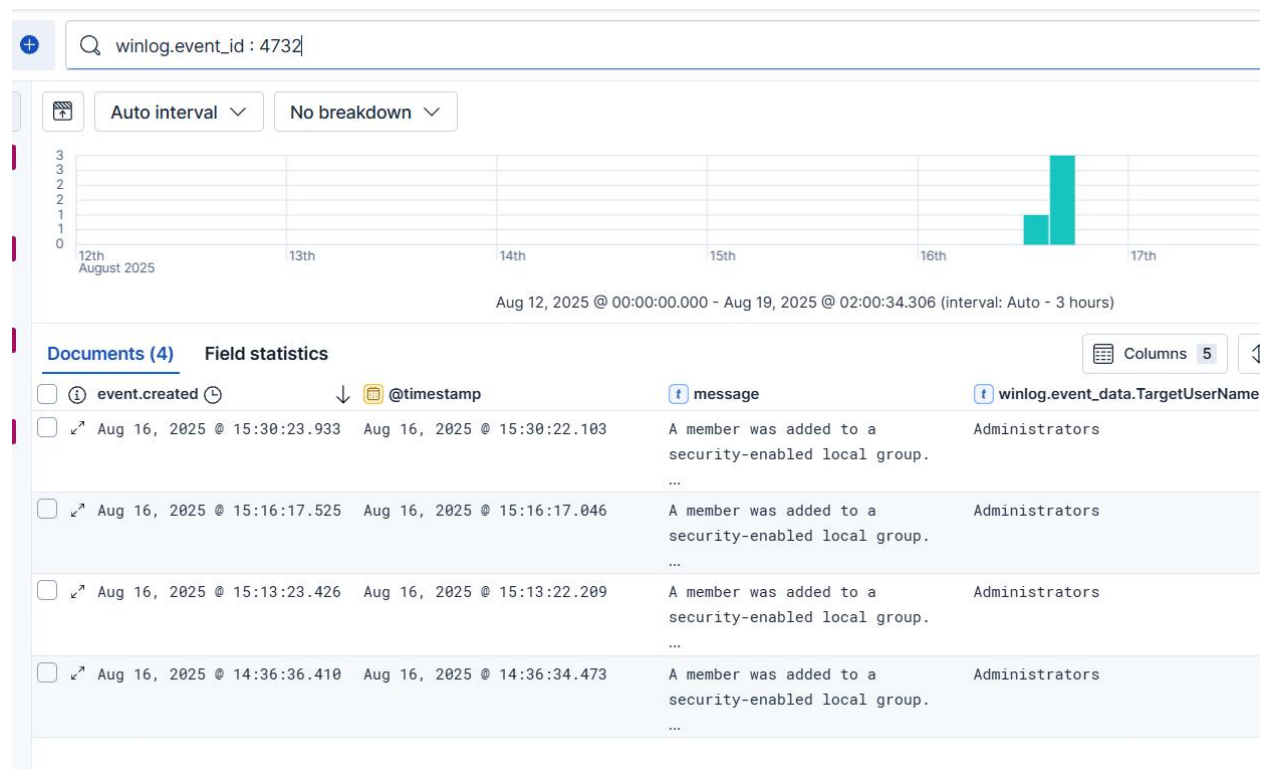 winlog.event_id : 4732
Auto interval
No breakdown
3
3
2
2
1
1
0
12th
13th
14th
15th
16th
17th
August 2025
Aug 12, 2025 @ 00:00:00.000 - Aug 19, 2025 @ 02:00:34.306 (interval: Auto - 3 hours)
Documents (4) Field statistics
Columns 5
event.created @timestamp t message t winlog.event_data.TargetUserName
Aug 16, 2025 @ 15:30:23.933 Aug 16, 2025 @ 15:30:22.103 A member was added to a Administrators
security-enabled local group.
…
Aug 16, 2025 @ 15:16:17.525 Aug 16, 2025 @ 15:16:17.046 A member was added to a Administrators
security-enabled local group.
…
Aug 16, 2025 @ 15:13:23.426 Aug 16, 2025 @ 15:13:22.209 A member was added to a Administrators
security-enabled local group.
…
Aug 16, 2025 @ 14:36:36.410 Aug 16, 2025 @ 14:36:34.473 A member was added to a Administrators
security-enabled local group.
…